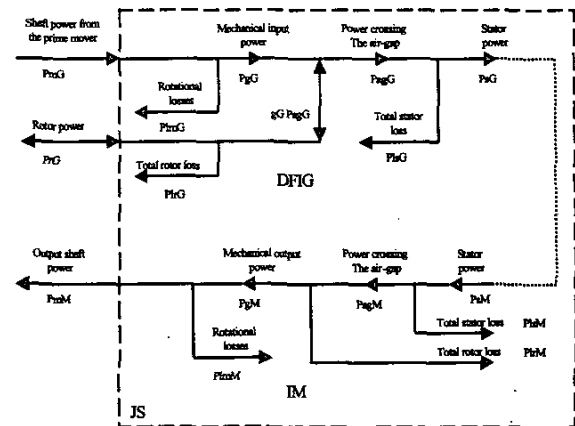 Shaft power from
the prime mover
PmG
Mechanical input
power
PgG
Power crossing
The air-gap
PagG
Stator
power
PsG
Rotational
losses
PlmG
gG PagG
Total stator
loss
PlsG
Rotor power
PrG
Total rotor loss
PlrG
DFIG
Output shaft
power
PmM
Mechanical output
power
PgM
Power crossing
The air-gap
PagM
Stator
power
PsM
Rotational
losses
PlmM
Total stator loss PlsM
Total rotor loss PlrM
IM
JS